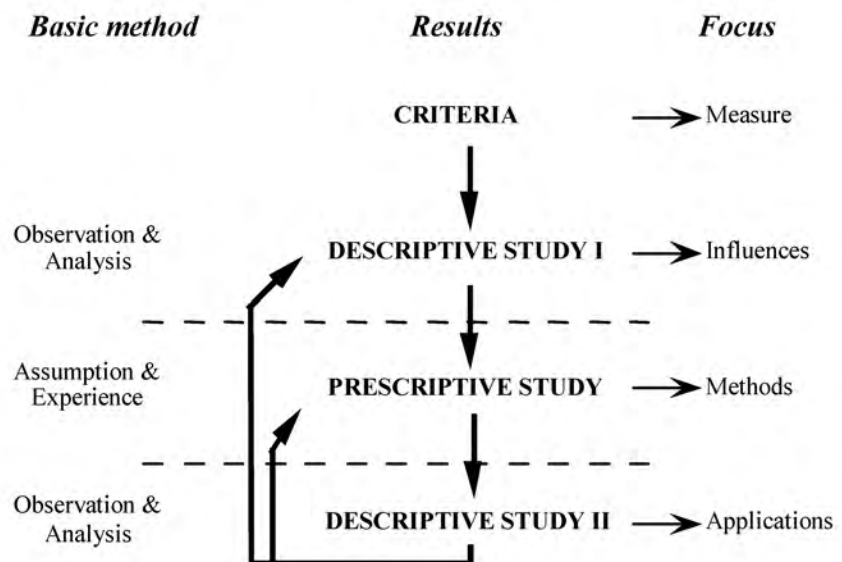 Basic method Results Focus
CRITERIA Measure
Observation &
Analysis
DESCRIPTIVE STUDY I Influences
Assumption &
Experience
PRESCRIPTIVE STUDY Methods
Observation &
Analysis
DESCRIPTIVE STUDY II Applications